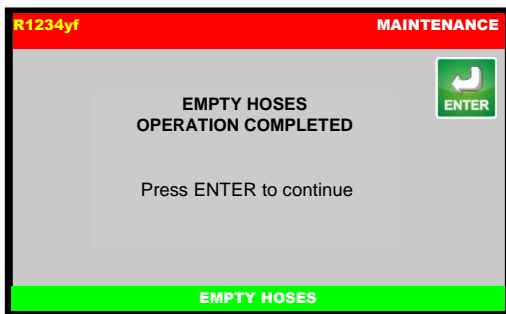 R1234yf MAINTENANCE
ENTER
EMPTY HOSES
OPERATION COMPLETED
Press ENTER to continue
EMPTY HOSES